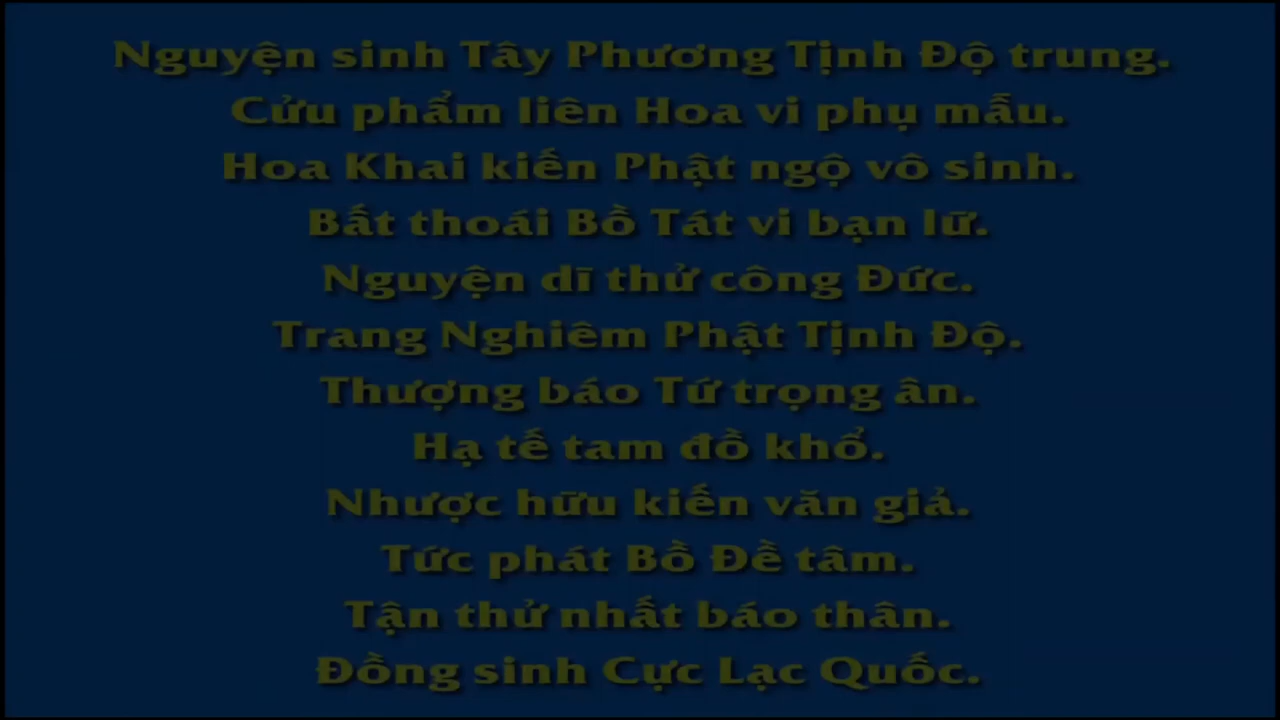 Nguyện sinh Tây Phương Tịnh Độ trung.
Cửu phẩm liên Hoa vi phụ mẫu.
Hoa Khai kiến Phật ngộ vô sinh.
Bất thoái Bồ Tát vi bạn lữ.
Nguyện dĩ thử công Đức.
Trang Nghiêm Phật Tịnh Độ.
Thượng báo Tứ trọng ân.
Hạ tế tam đồ khổ.
Nhược hữu kiến văn giả.
Tức phát Bồ Đề tâm.
Tận thử nhất báo thân.
Đồng sinh Cực Lạc Quốc.